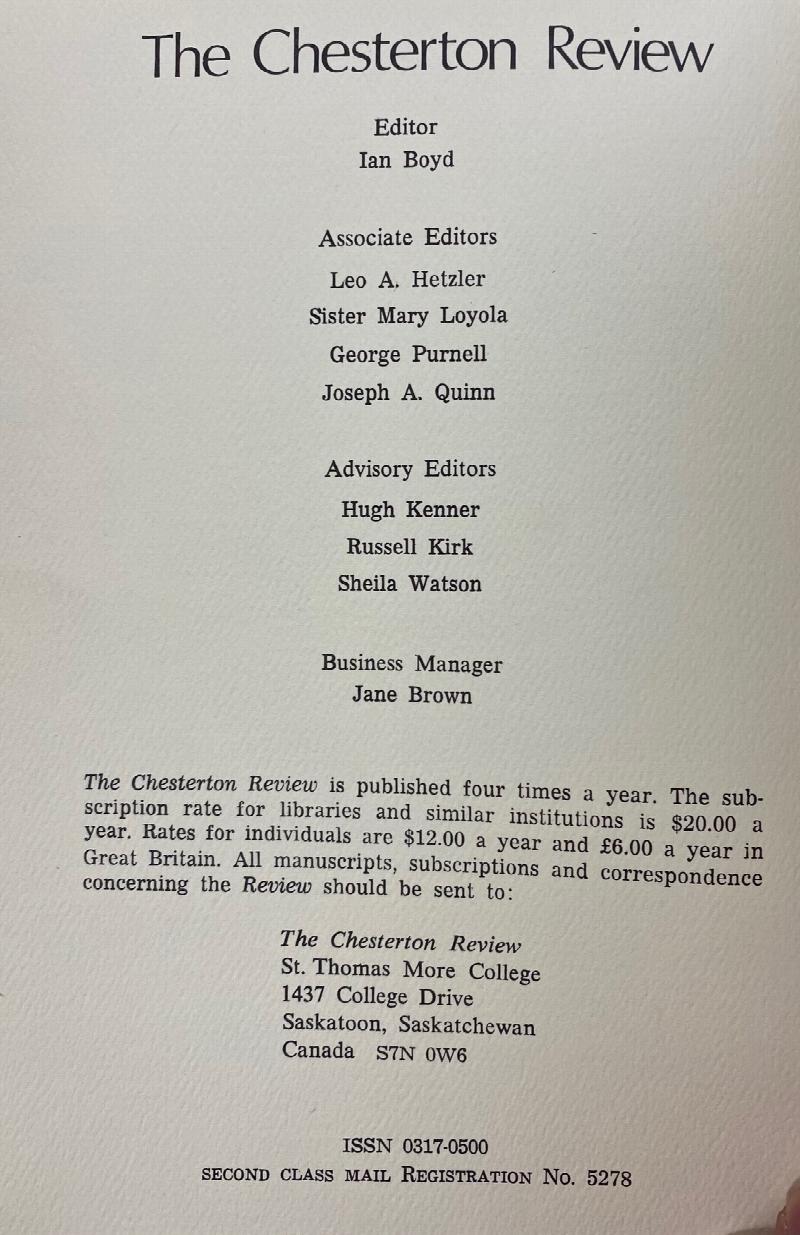 The Chesterton Review
Editor
Ian Boyd
Associate Editors
Leo A. Hetzler
Sister Mary Loyola
George Purnell
Joseph A. Quinn
Advisory Editors
Hugh Kenner
Russell Kirk
Sheila Watson
Business Manager
Jane Brown
The Chesterton Review is published four times a year. The sub-
scription rate for libraries and similar institutions is $20.00 a
year. Rates for individuals are $12.00 a year and £6.00 a year in
Great Britain. All manuscripts, subscriptions and correspondence
concerning the Review should be sent to:
The Chesterton Review
St. Thomas More College
1437 College Drive
Saskatoon, Saskatchewan
Canada S7N 0W6
ISSN 0317-0500
SECOND CLASS MAIL REGISTRATION No. 5278